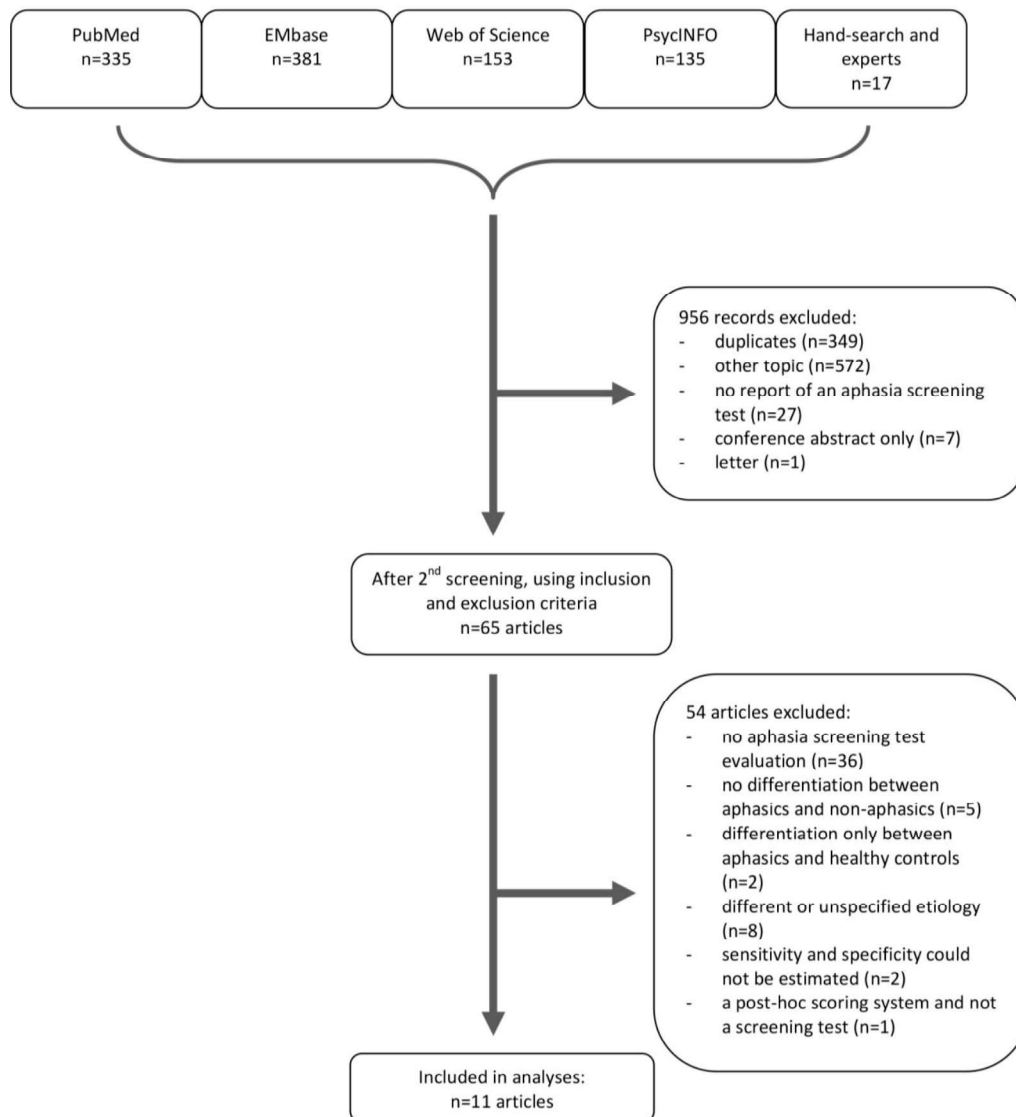 PubMed
n=335
EMbase
n=381
Web of Science
n=153
PsycINFO
n=135
Hand-search and
experts
n=17
956 records excluded:
- duplicates (n=349)
- other topic (n=572)
- no report of an aphasia screening
test (n=27)
- conference abstract only (n=7)
- letter (n=1)
After 2nd screening, using inclusion
and exclusion criteria
n=65 articles
54 articles excluded:
- no aphasia screening test
evaluation (n=36)
- no differentiation between
aphasics and non-aphasics (n=5)
- differentiation only between
aphasics and healthy controls
(n=2)
- different or unspecified etiology
(n=8)
- sensitivity and specificity could
not be estimated (n=2)
- a post-hoc scoring system and not
a screening test (n=1)
Included in analyses:
n=11 articles